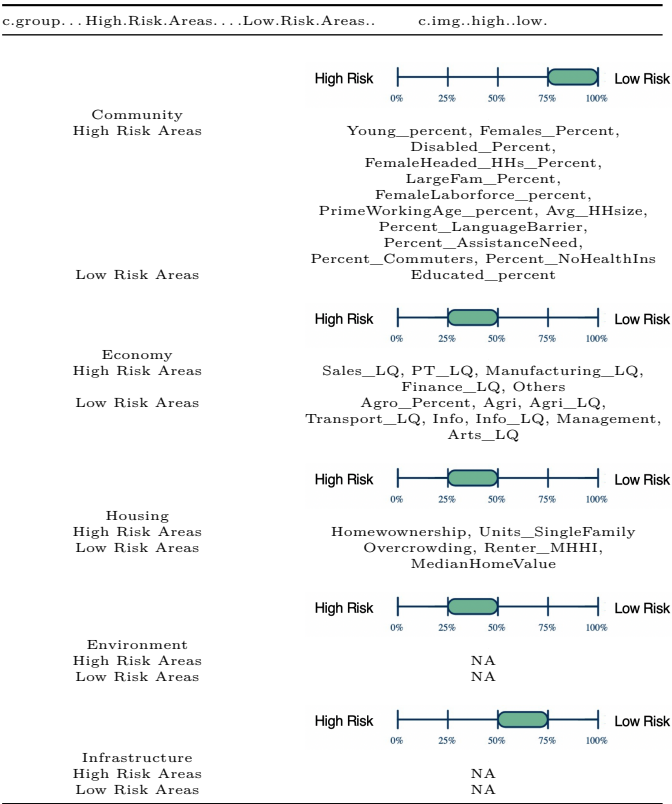 c.group...High.Risk.Areas....Low.Risk.Areas.. c.img..high..low.
High Risk Low Risk
0% 25% 50% 75% 100%
Community
High Risk Areas Young_percent, Females_Percent,
Disabled_Percent,
FemaleHeaded_HHs_Percent,
LargeFam_Percent,
FemaleLaborforce_percent,
PrimeWorkingAge_percent, Avg_HHsize,
Percent_LanguageBarrier,
Percent_AssistanceNeed,
Percent_Commuters, Percent_NoHealthIns
Low Risk Areas Educated_percent
High Risk Low Risk
0% 25% 50% 75% 100%
Economy
High Risk Areas Sales_LQ, PT_LQ, Manufacturing_LQ,
Finance_LQ, Others
Low Risk Areas Agro_Percent, Agri, Agri_LQ,
Transport_LQ, Info, Info_LQ, Management,
Arts_LQ
High Risk Low Risk
0% 25% 50% 75% 100%
Housing
High Risk Areas Homewownership, Units_SingleFamily
Low Risk Areas Overcrowding, Renter_MHHI,
MedianHomeValue
High Risk Low Risk
0% 25% 50% 75% 100%
Environment
High Risk Areas NA
Low Risk Areas NA
High Risk Low Risk
0% 25% 50% 75% 100%
Infrastructure
High Risk Areas NA
Low Risk Areas NA